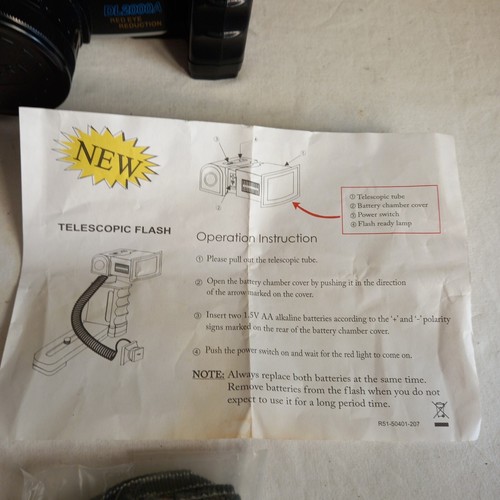 DL2000A
RED EYE
REDUCTION
NEW
① Telescopic tube
② Battery chamber cover
③ Power switch
④ Flash ready lamp
TELESCOPIC FLASH
Operation Instruction
① Please pull out the telescopic tube.
② Open the battery chamber cover by pushing it in the direction
of the arrow marked on the cover.
③ Insert two 1.5V AA alkaline batteries according to the '+' and '-' polarity
signs marked on the rear of the battery chamber cover.
④ Push the power switch on and wait for the red light to come on.
NOTE: Always replace both batteries at the same time.
Remove batteries from the flash when you do not
expect to use it for a long period time.
R51-50401-207